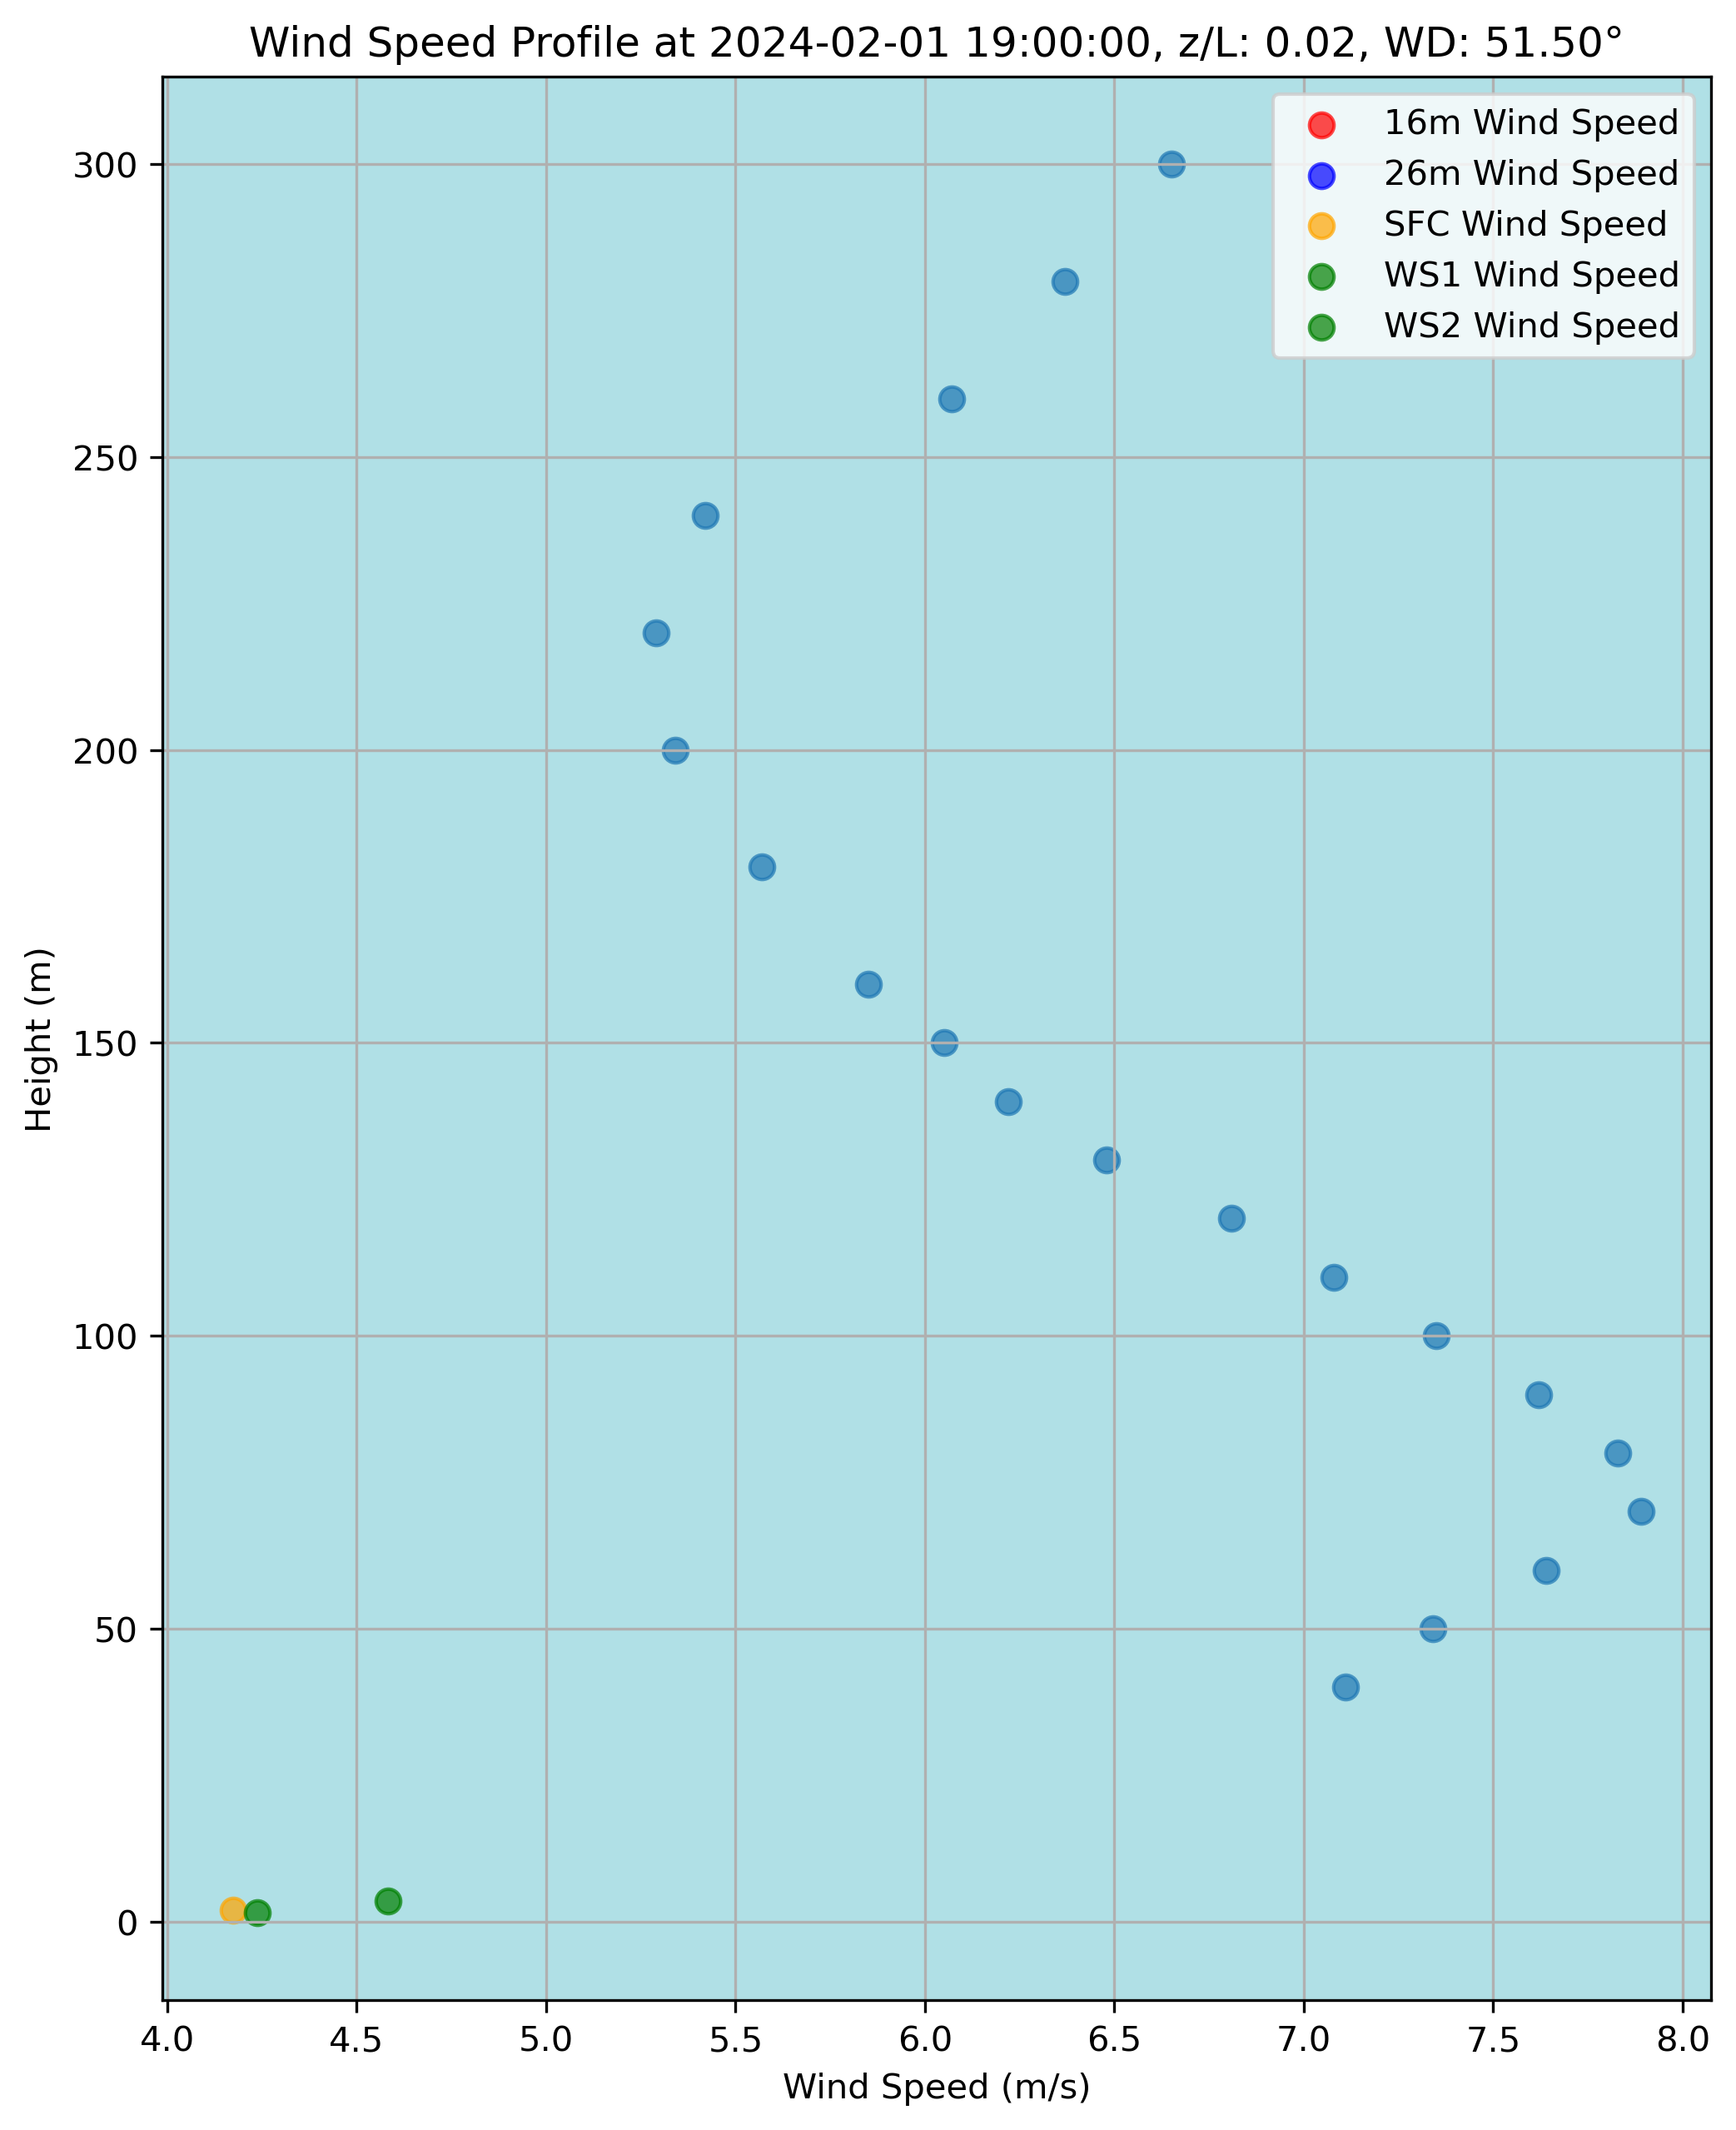 Wind Speed Profile at 2024-02-01 19:00:00, z/L: 0.02, WD: 51.50°
16m Wind Speed
26m Wind Speed
SFC Wind Speed
WS1 Wind Speed
WS2 Wind Speed
300
250
200
150
100
50
0
Height (m)
4.0 4.5 5.0 5.5 6.0 6.5 7.0 7.5 8.0
Wind Speed (m/s)